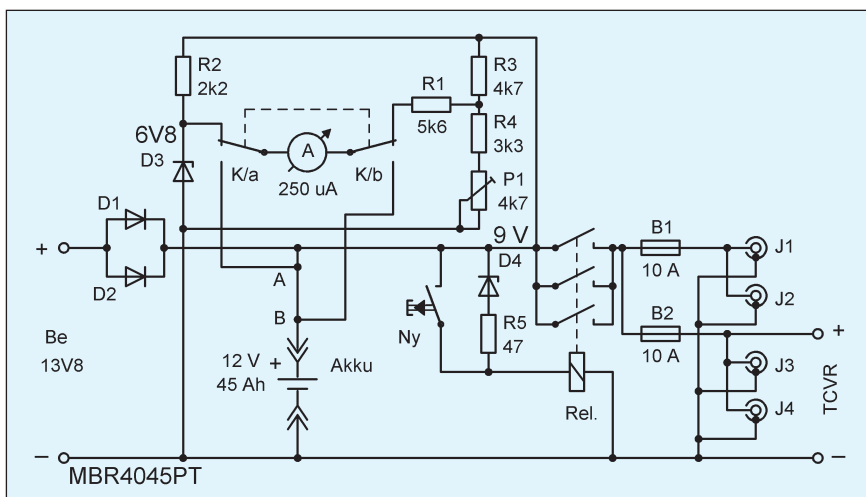 R2
2k2
R3
4k7
R1
5k6
R4
3k3
6V8
D3
K/a
A
K/b
250 uA
P1
4k7
D1
9 V
B1
+
J1
D4
A
10 A
D2
J2
B
R5
47
Ny
B2
+
Be
13V8
12 V
45 Ah
+
Akku
10 A
J3
Rel.
J4
TCVR
–
–
MBR4045PT